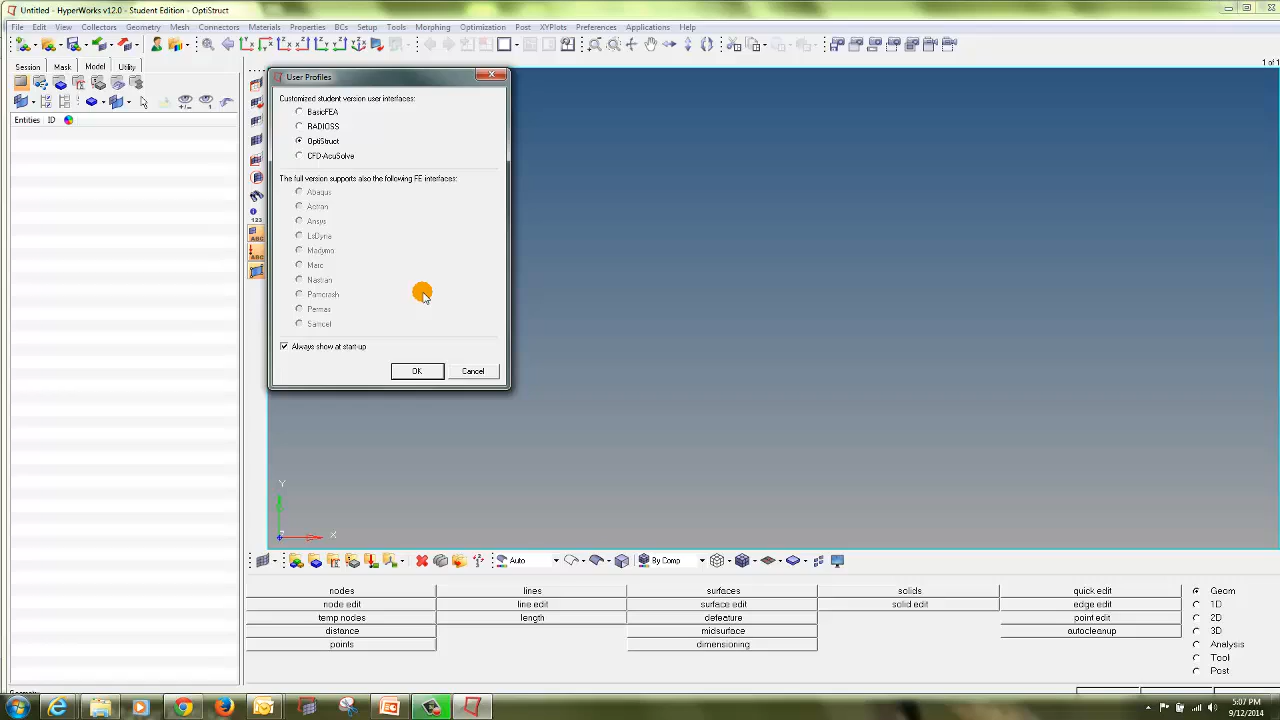 Untitled - HyperWorks v12.0 - Student Edition - OptiStruct
File Edit View Collectors Geometry Mesh Connectors Materials Properties BCs Setup Tools Morphing Optimization Post XYPlots Preferences Applications Help
Session Mask Model Utility
1 of 1
Entities ID
User Profiles
Customized student version user interfaces:
BasicFEA
RADIOSS
OptiStruct
CFD-AcuSolve
The full version supports also the following FE interfaces:
Abaqus
Actran
Ansys
LsDyna
Madymo
Marc
Nastran
Pamcrash
Permas
Samcef
Always show at start-up
OK Cancel
123
ABC
ABC
Y
Z X
Auto By Comp
nodes lines surfaces solids quick edit Geom
node edit line edit surface edit solid edit edge edit 1D
temp nodes length defeature point edit 2D
distance midsurface autocleanup 3D
points dimensioning Analysis
Tool
Post
5:07 PM
9/12/2014